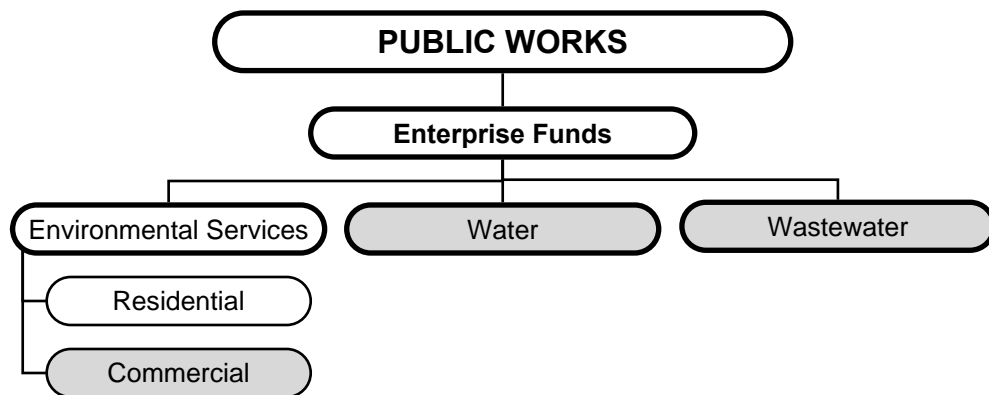 PUBLIC WORKS
Enterprise Funds
Environmental Services
Water
Wastewater
Residential
Commercial